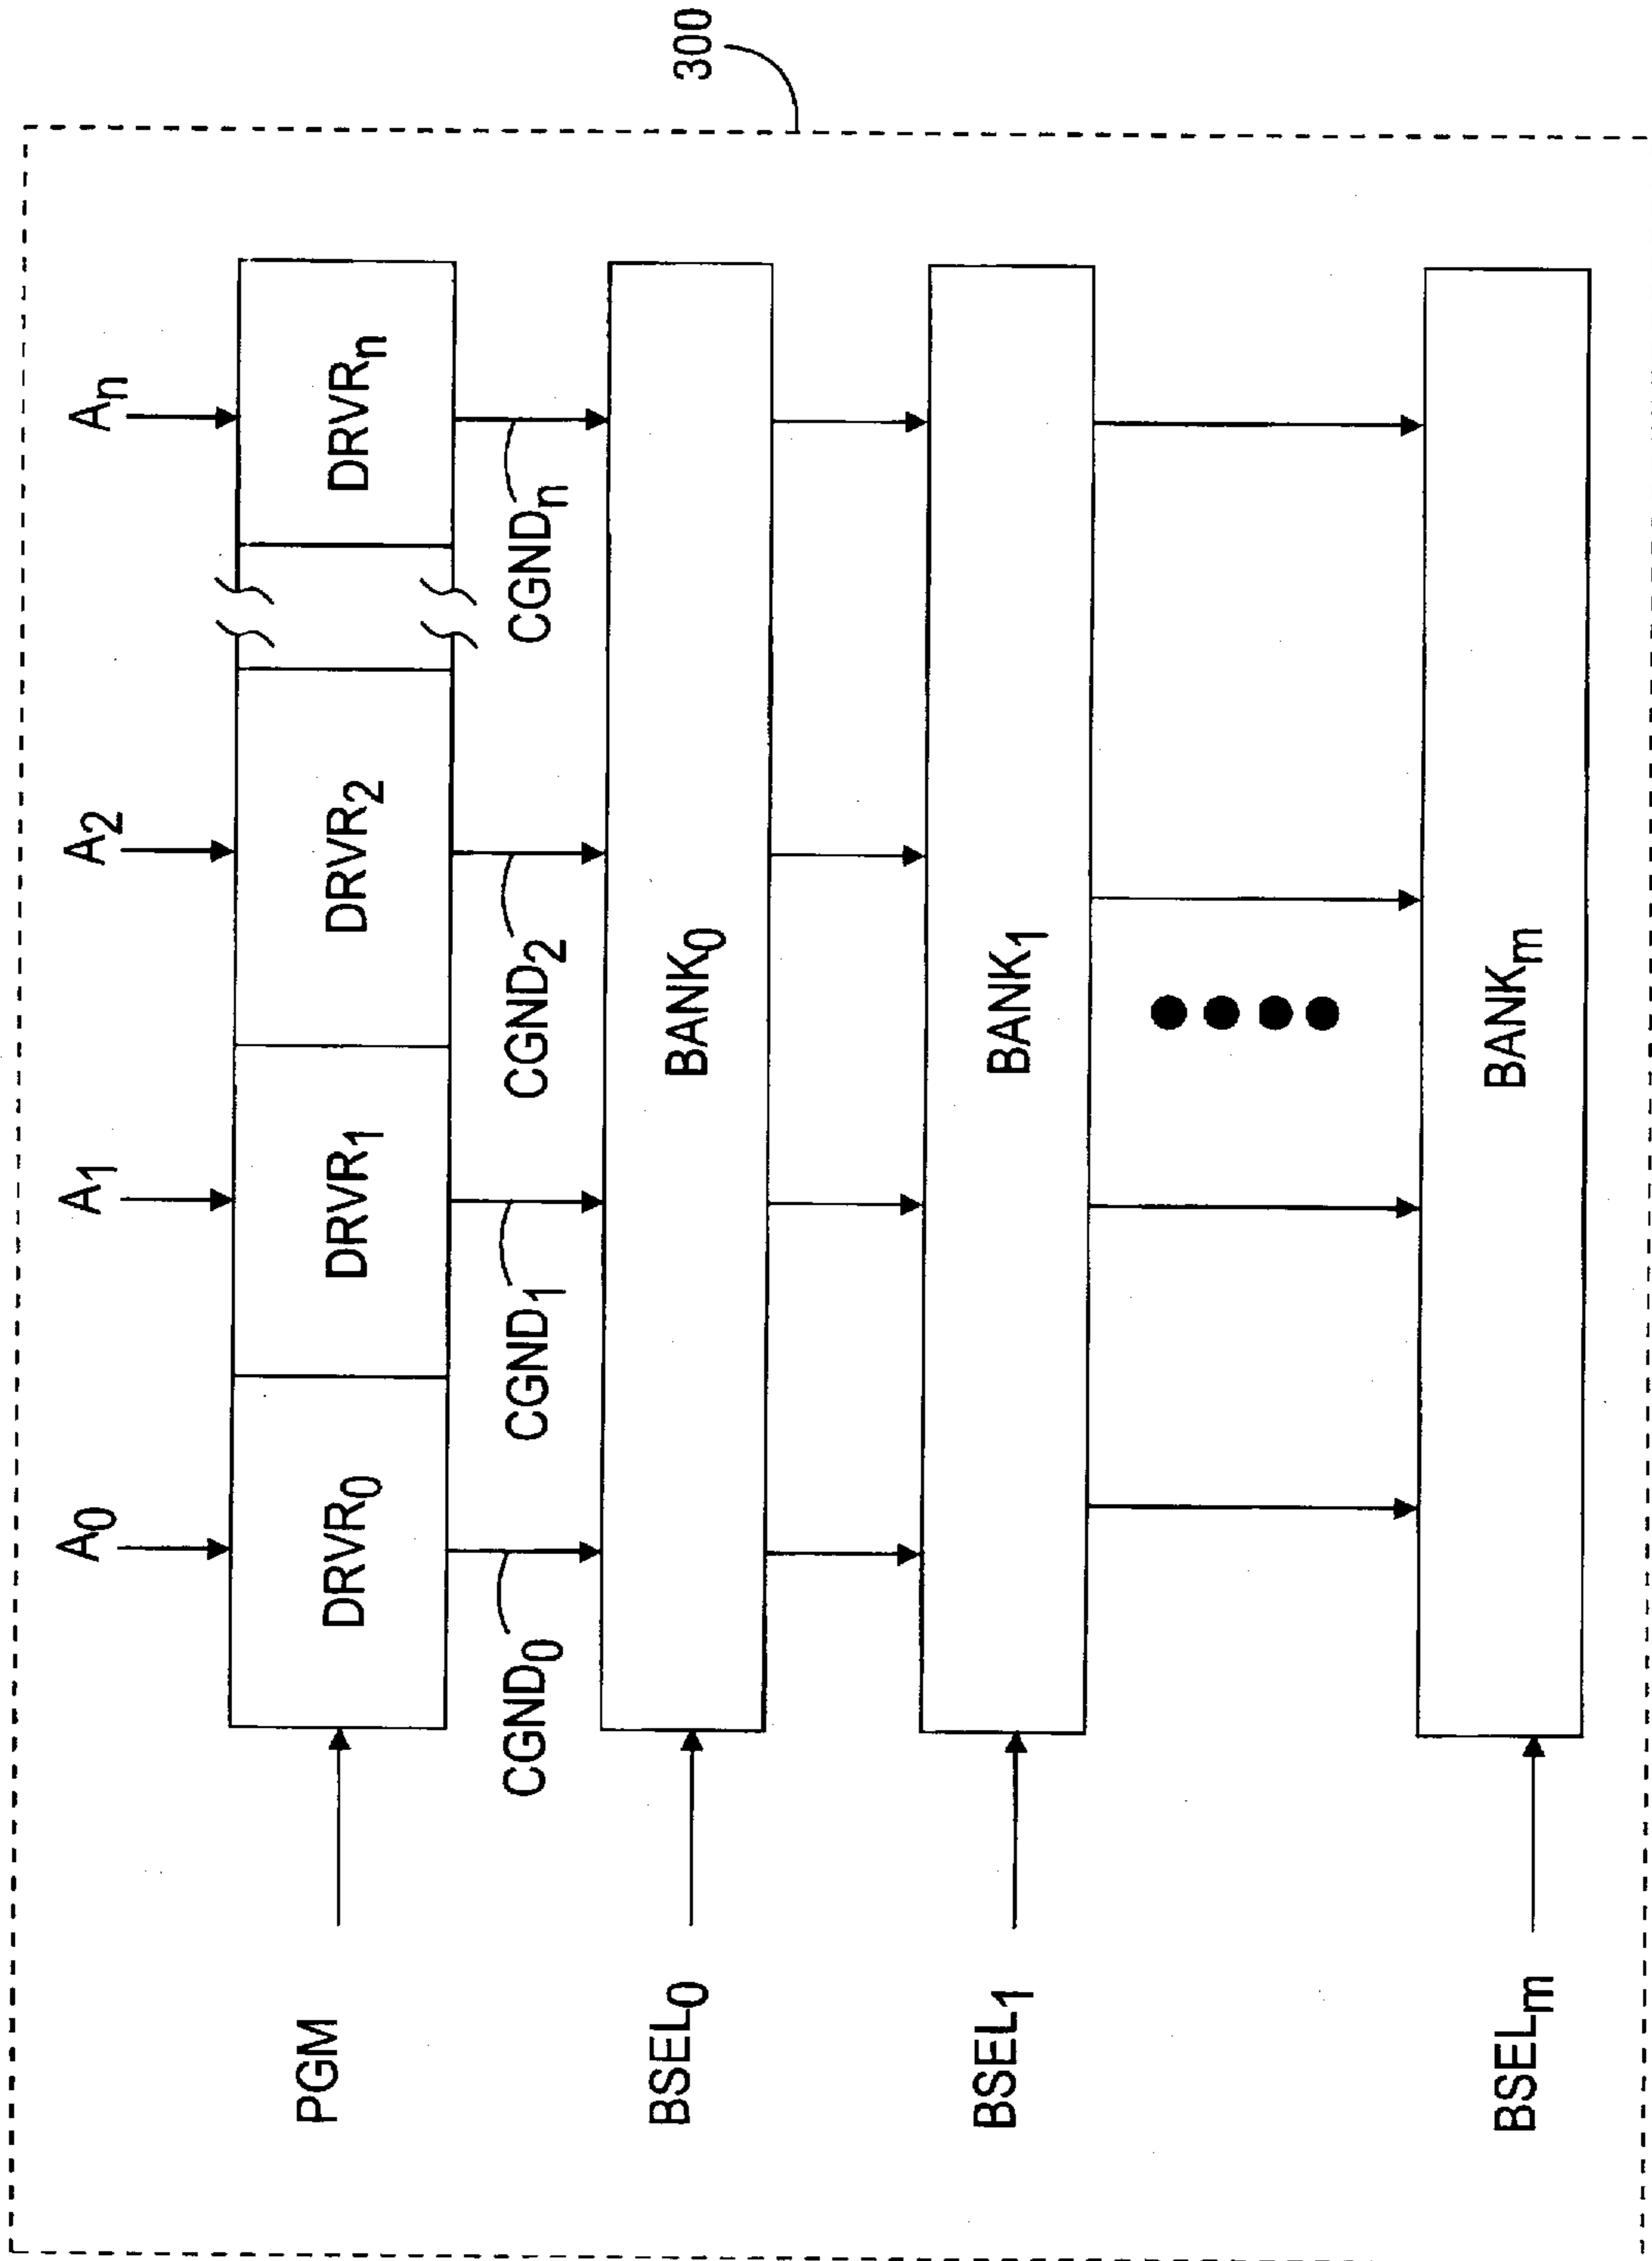 300
A0 A1 A2 An
PGM DRVR0 DRVR1 DRVR2 DRVRn
CGND0 CGND1 CGND2 CGNDn
BSEL0 BANK0
BSEL1 BANK1
BSELm BANKm